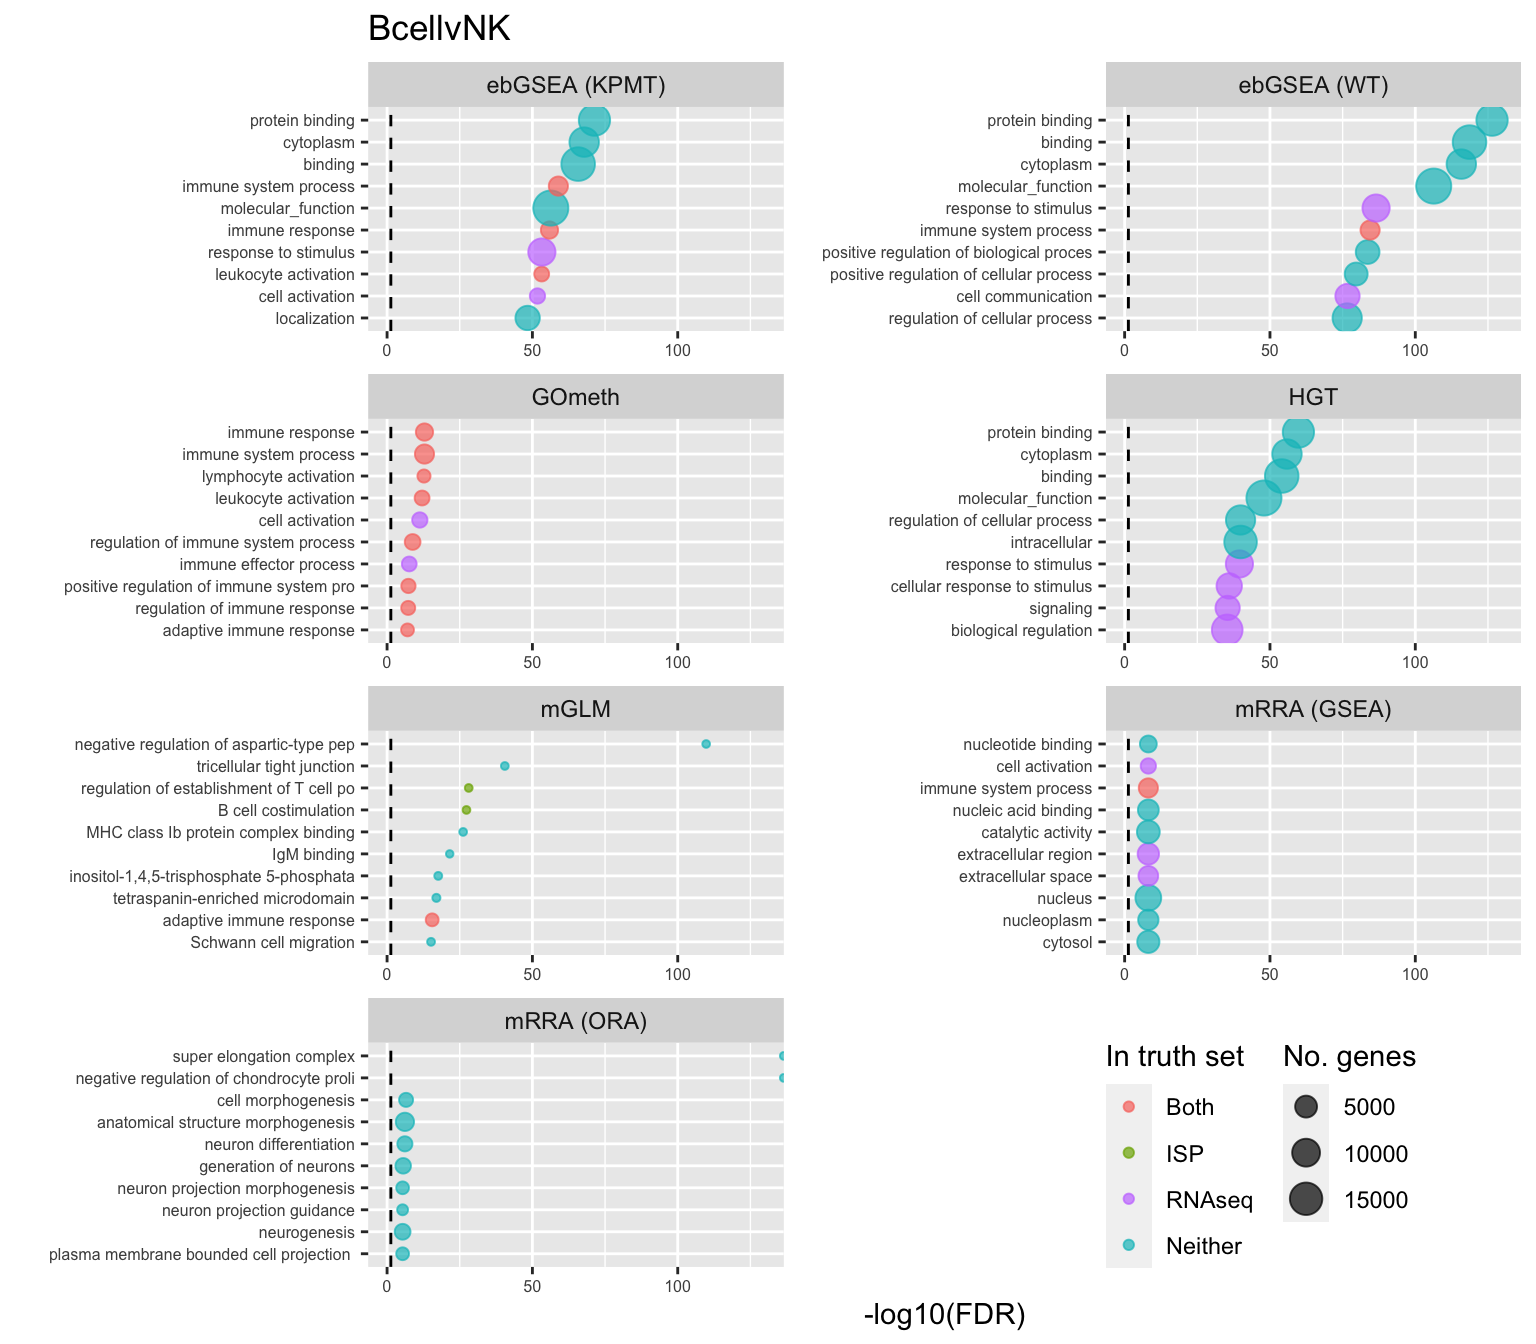 BcellvNK
ebGSEA (KPMT)
protein binding
cytoplasm
binding
immune system process
molecular_function
immune response
response to stimulus
leukocyte activation
cell activation
localization
0 50 100
ebGSEA (WT)
protein binding
binding
cytoplasm
molecular_function
response to stimulus
immune system process
positive regulation of biological proces
positive regulation of cellular process
cell communication
regulation of cellular process
0 50 100
GOmeth
immune response
immune system process
lymphocyte activation
leukocyte activation
cell activation
regulation of immune system process
immune effector process
positive regulation of immune system pro
regulation of immune response
adaptive immune response
0 50 100
HGT
protein binding
cytoplasm
binding
molecular_function
regulation of cellular process
intracellular
response to stimulus
cellular response to stimulus
signaling
biological regulation
0 50 100
mGLM
negative regulation of aspartic-type pep
tricellular tight junction
regulation of establishment of T cell po
B cell costimulation
MHC class Ib protein complex binding
IgM binding
inositol-1,4,5-trisphosphate 5-phosphata
tetraspanin-enriched microdomain
adaptive immune response
Schwann cell migration
0 50 100
mRRA (GSEA)
nucleotide binding
cell activation
immune system process
nucleic acid binding
catalytic activity
extracellular region
extracellular space
nucleus
nucleoplasm
cytosol
0 50 100
mRRA (ORA)
super elongation complex
negative regulation of chondrocyte proli
cell morphogenesis
anatomical structure morphogenesis
neuron differentiation
generation of neurons
neuron projection morphogenesis
neuron projection guidance
neurogenesis
plasma membrane bounded cell projection
0 50 100
In truth set
Both
ISP
RNAseq
Neither
No. genes
5000
10000
15000
-log10(FDR)